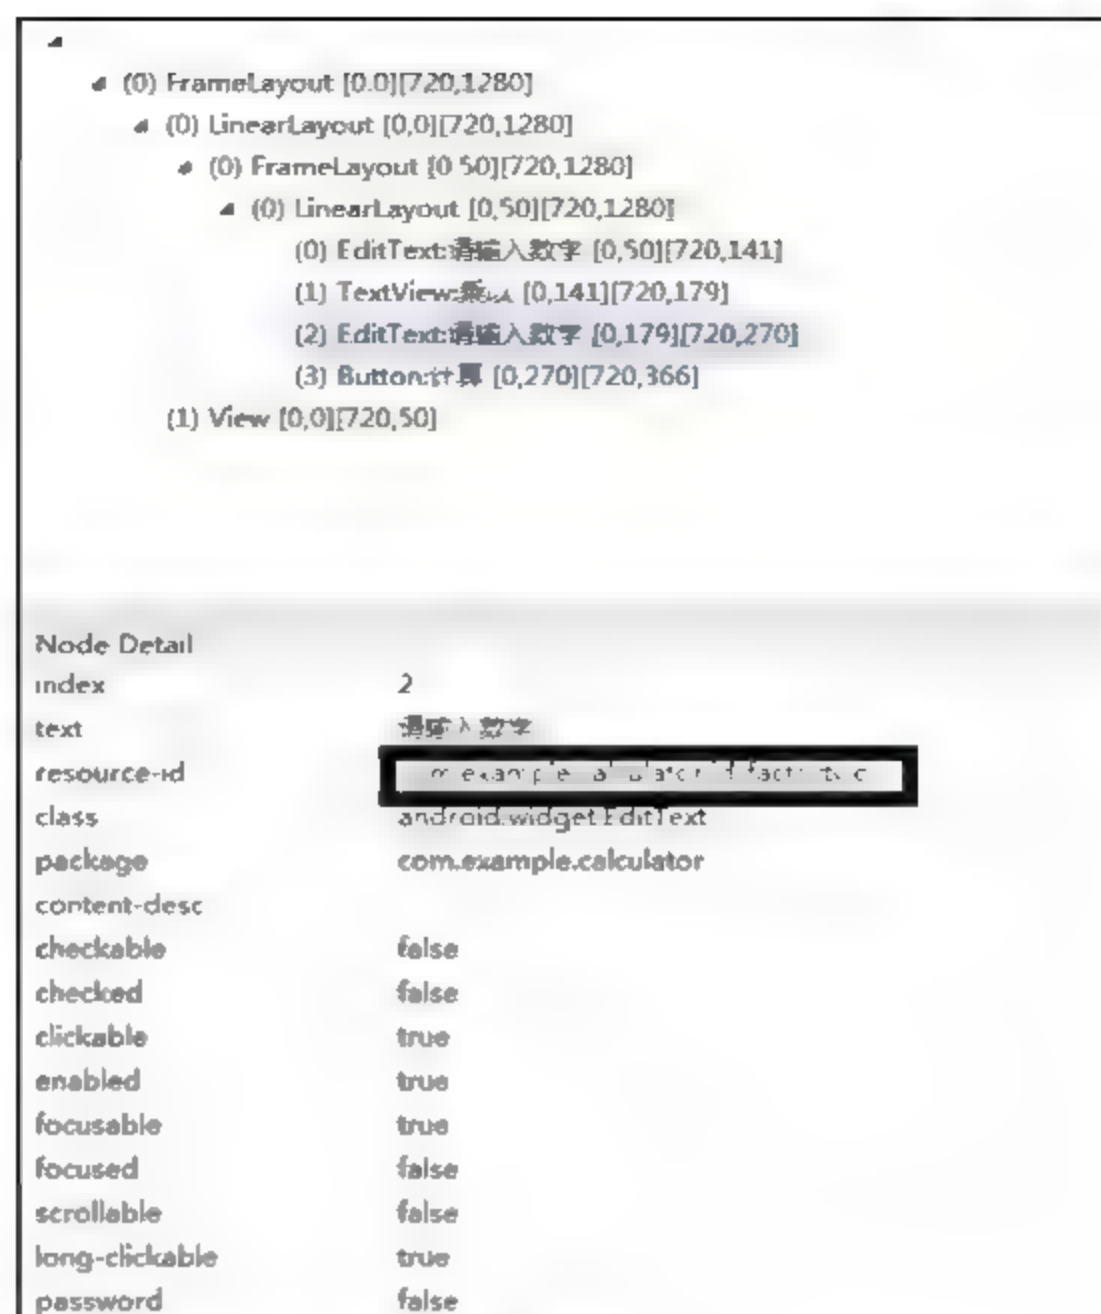 (0) FrameLayout [0.0][720,1280]
(0) LinearLayout [0,0][720,1280]
(0) FrameLayout [0 50][720,1280]
(0) LinearLayout [0,50][720,1280]
(0) EditText:请输入数字 [0,50][720,141]
(1) TextView:乘以 [0,141][720,179]
(2) EditText:请输入数字 [0,179][720,270]
(3) Button:计算 [0,270][720,366]
(1) View [0,0][720,50]
Node Detail
index 2
text 请输入数字
resource-id
class android.widget.EditText
package com.example.calculator
content-desc
checkable false
checked false
clickable true
enabled true
focusable true
focused false
scrollable false
long-clickable true
password false